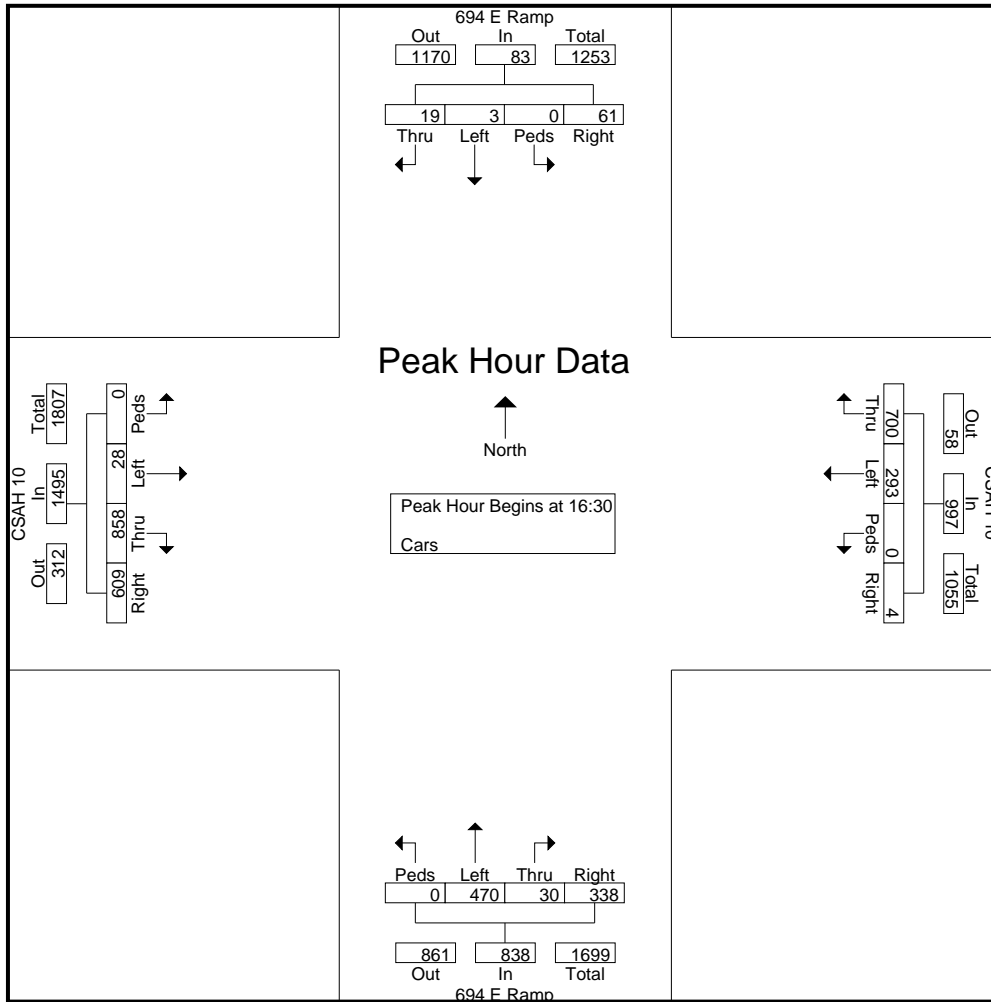 694 E Ramp
Out In Total
1170 83 1253
19 3 0 61
Thru Left Peds Right
Peak Hour Data
North
Peak Hour Begins at 16:30
Cars
CSAH 10
Total In Out
1807 1495 312
0 28 858 609
Peds Left Thru Right
Thru Left Peds Right
700 293 0 4
Out In Total
58 997 1055
CSAH 10
Peds Left Thru Right
0 470 30 338
861 838 1699
Out In Total
694 E Ramp